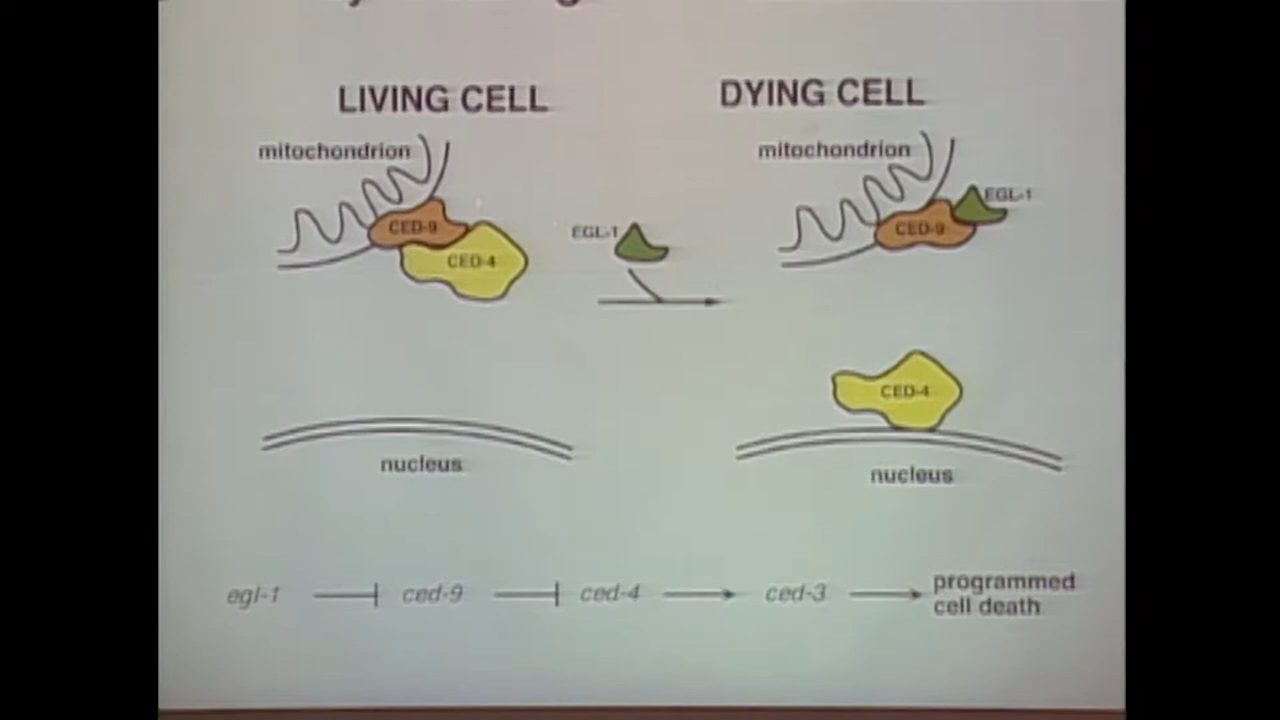 LIVING CELL
DYING CELL
mitochondrion
mitochondrion
EGL-1
CED-9
EGL-1
CED-9
CED-4
CED-4
nucleus
nucleus
egl-1 ced-9 ced-4 ced-3 programmed
cell death